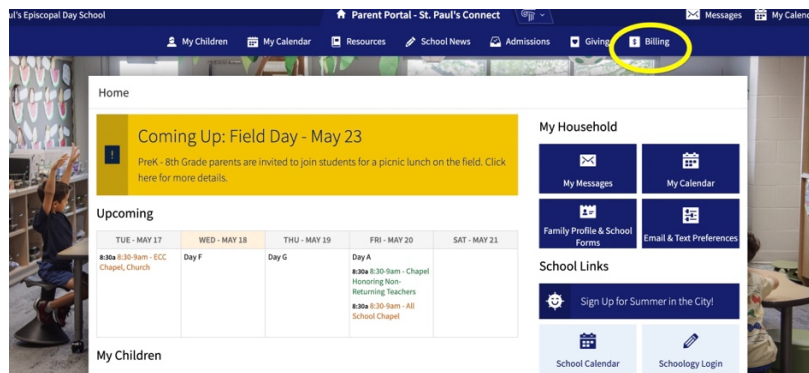 ul's Episcopal Day School
Parent Portal - St. Paul's Connect
Messages
My Calend
My Children
My Calendar
Resources
School News
Admissions
Giving
Billing
Home
Coming Up: Field Day - May 23
PreK - 8th Grade parents are invited to join students for a picnic lunch on the field. Click
here for more details.
Upcoming
TUE - MAY 17
WED - MAY 18
THU - MAY 19
FRI - MAY 20
SAT - MAY 21
8:30a 8:30-9am - ECC
Chapel, Church
Day F
Day G
Day A
8:30a 8:30-9am - Chapel
Honoring Non-
Returning Teachers
8:30a 8:30-9am - All
School Chapel
My Children
My Household
My Messages
My Calendar
Family Profile & School
Forms
Email & Text Preferences
School Links
Sign Up for Summer in the City!
School Calendar
Schoology Login